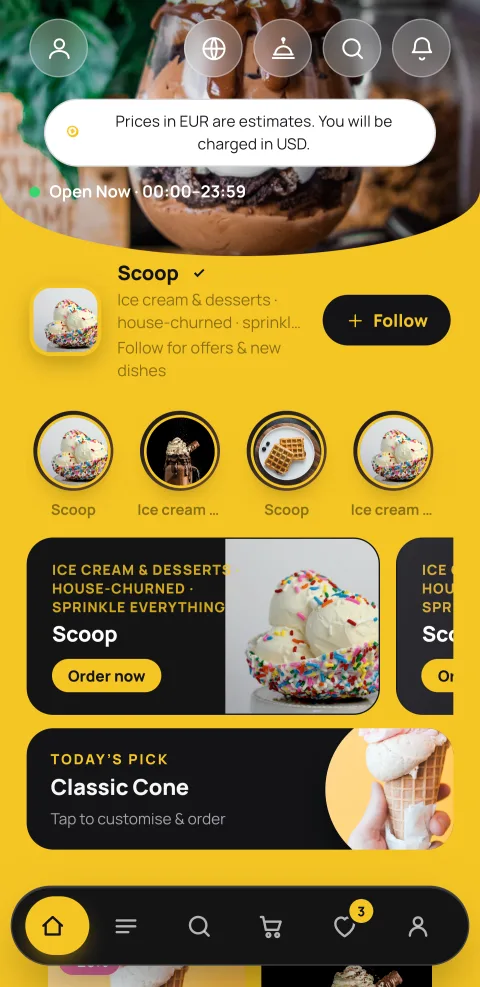 Prices in EUR are estimates. You will be
charged in USD.
Open Now · 00:00–23:59
Scoop
Ice cream & desserts ·
house-churned · sprinkl...
Follow for offers & new
dishes
+ Follow
Scoop
Ice cream ...
Scoop
Ice cream ...
ICE CREAM & DESSERTS
HOUSE-CHURNED ·
SPRINKLE EVERYTHING
Scoop
Order now
TODAY'S PICK
Classic Cone
Tap to customise & order
3